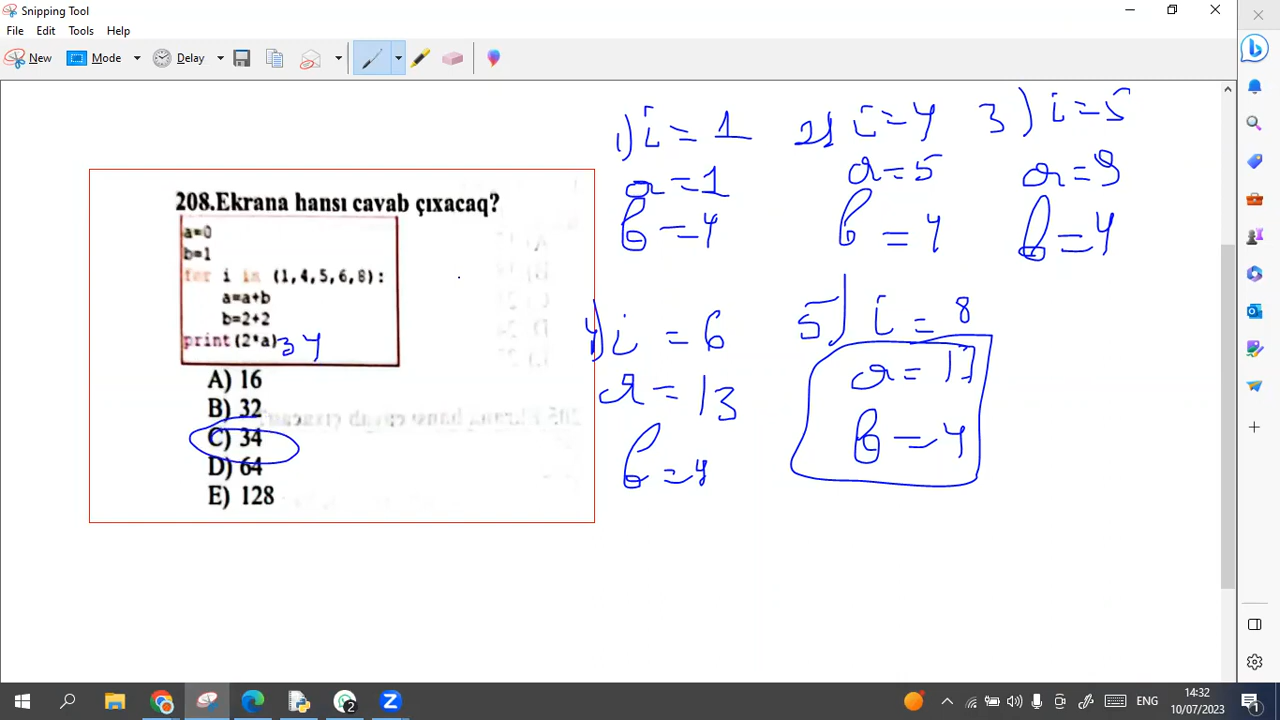 Snipping Tool
File Edit Tools Help
New Mode Delay
208.Ekrana hansı cavab çıxacaq?
a=0
b=1
for i in (1,4,5,6,8):
a=a+b
b=2+2
print(2*a) 34
A) 16
B) 32
C) 34
D) 64
E) 128
1) i=1
a=1
b=4
2) i=4
a=5
b=4
3) i=5
a=9
b=4
4) i=6
a=13
b=4
5) i=8
a=17
b=4
2
ENG
14:32
10/07/2023
1